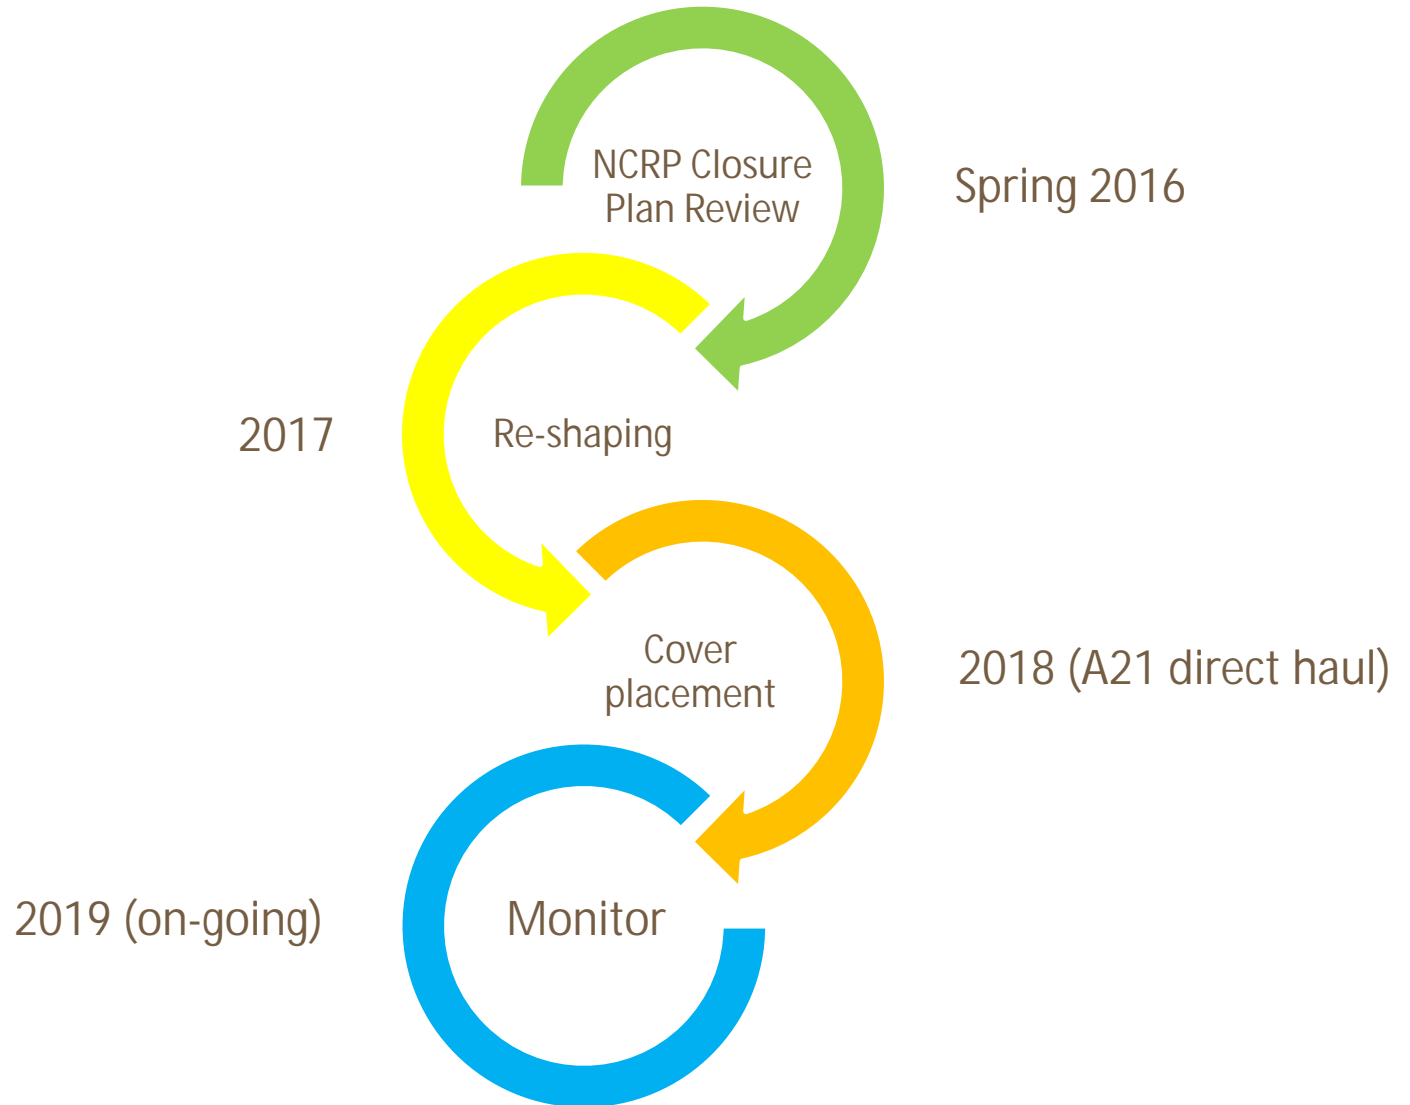 NCRP Closure
Plan Review
Spring 2016
2017
Re-shaping
Cover
placement
2018 (A21 direct haul)
2019 (on-going)
Monitor